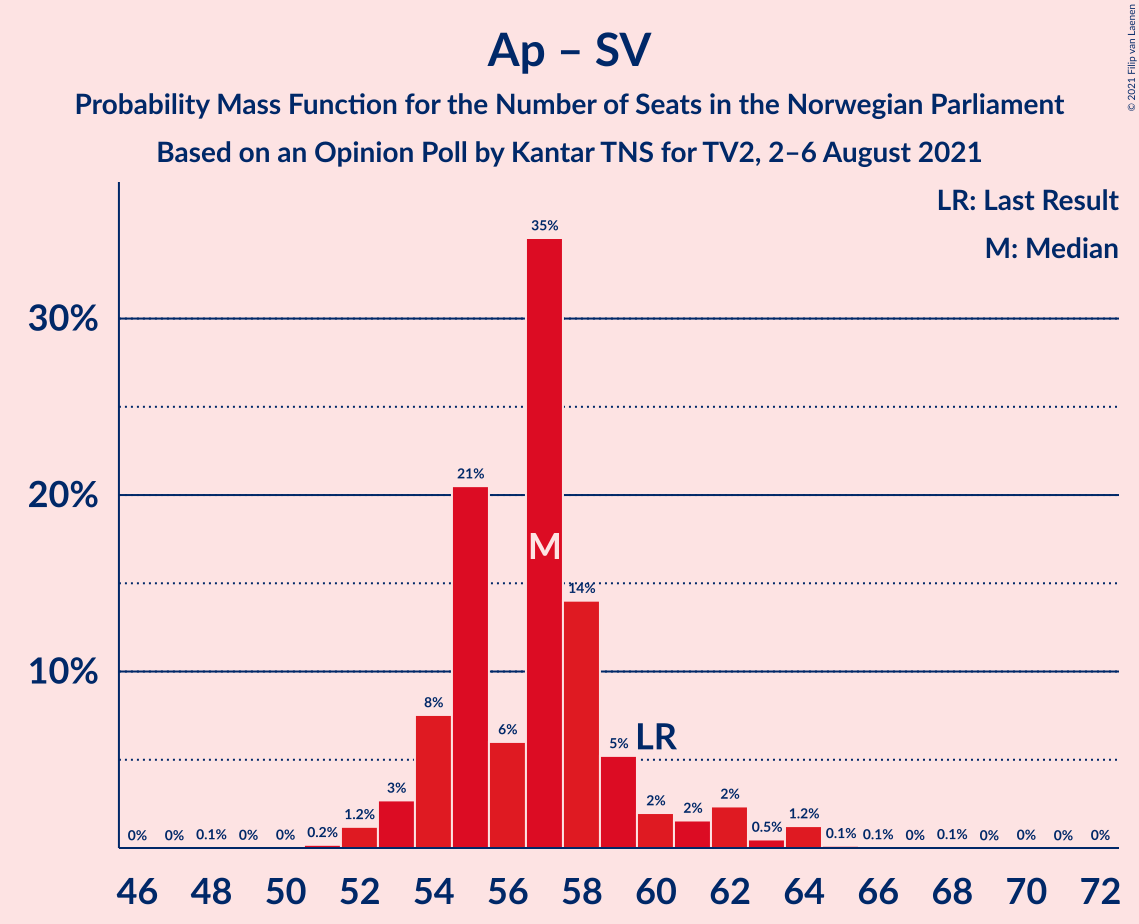 Ap – SV
Probability Mass Function for the Number of Seats in the Norwegian Parliament
Based on an Opinion Poll by Kantar TNS for TV2, 2–6 August 2021
© 2021 Filip van Laenen
LR: Last Result
M: Median
35%
30%
21%
20%
M
14%
10%
8%
6%
5%
LR
3%
2%
2%
2%
1.2%
1.2%
0.5%
0% 0% 0.1% 0% 0% 0.2% 0.1% 0.1% 0% 0.1% 0% 0% 0% 0%
46 48 50 52 54 56 58 60 62 64 66 68 70 72